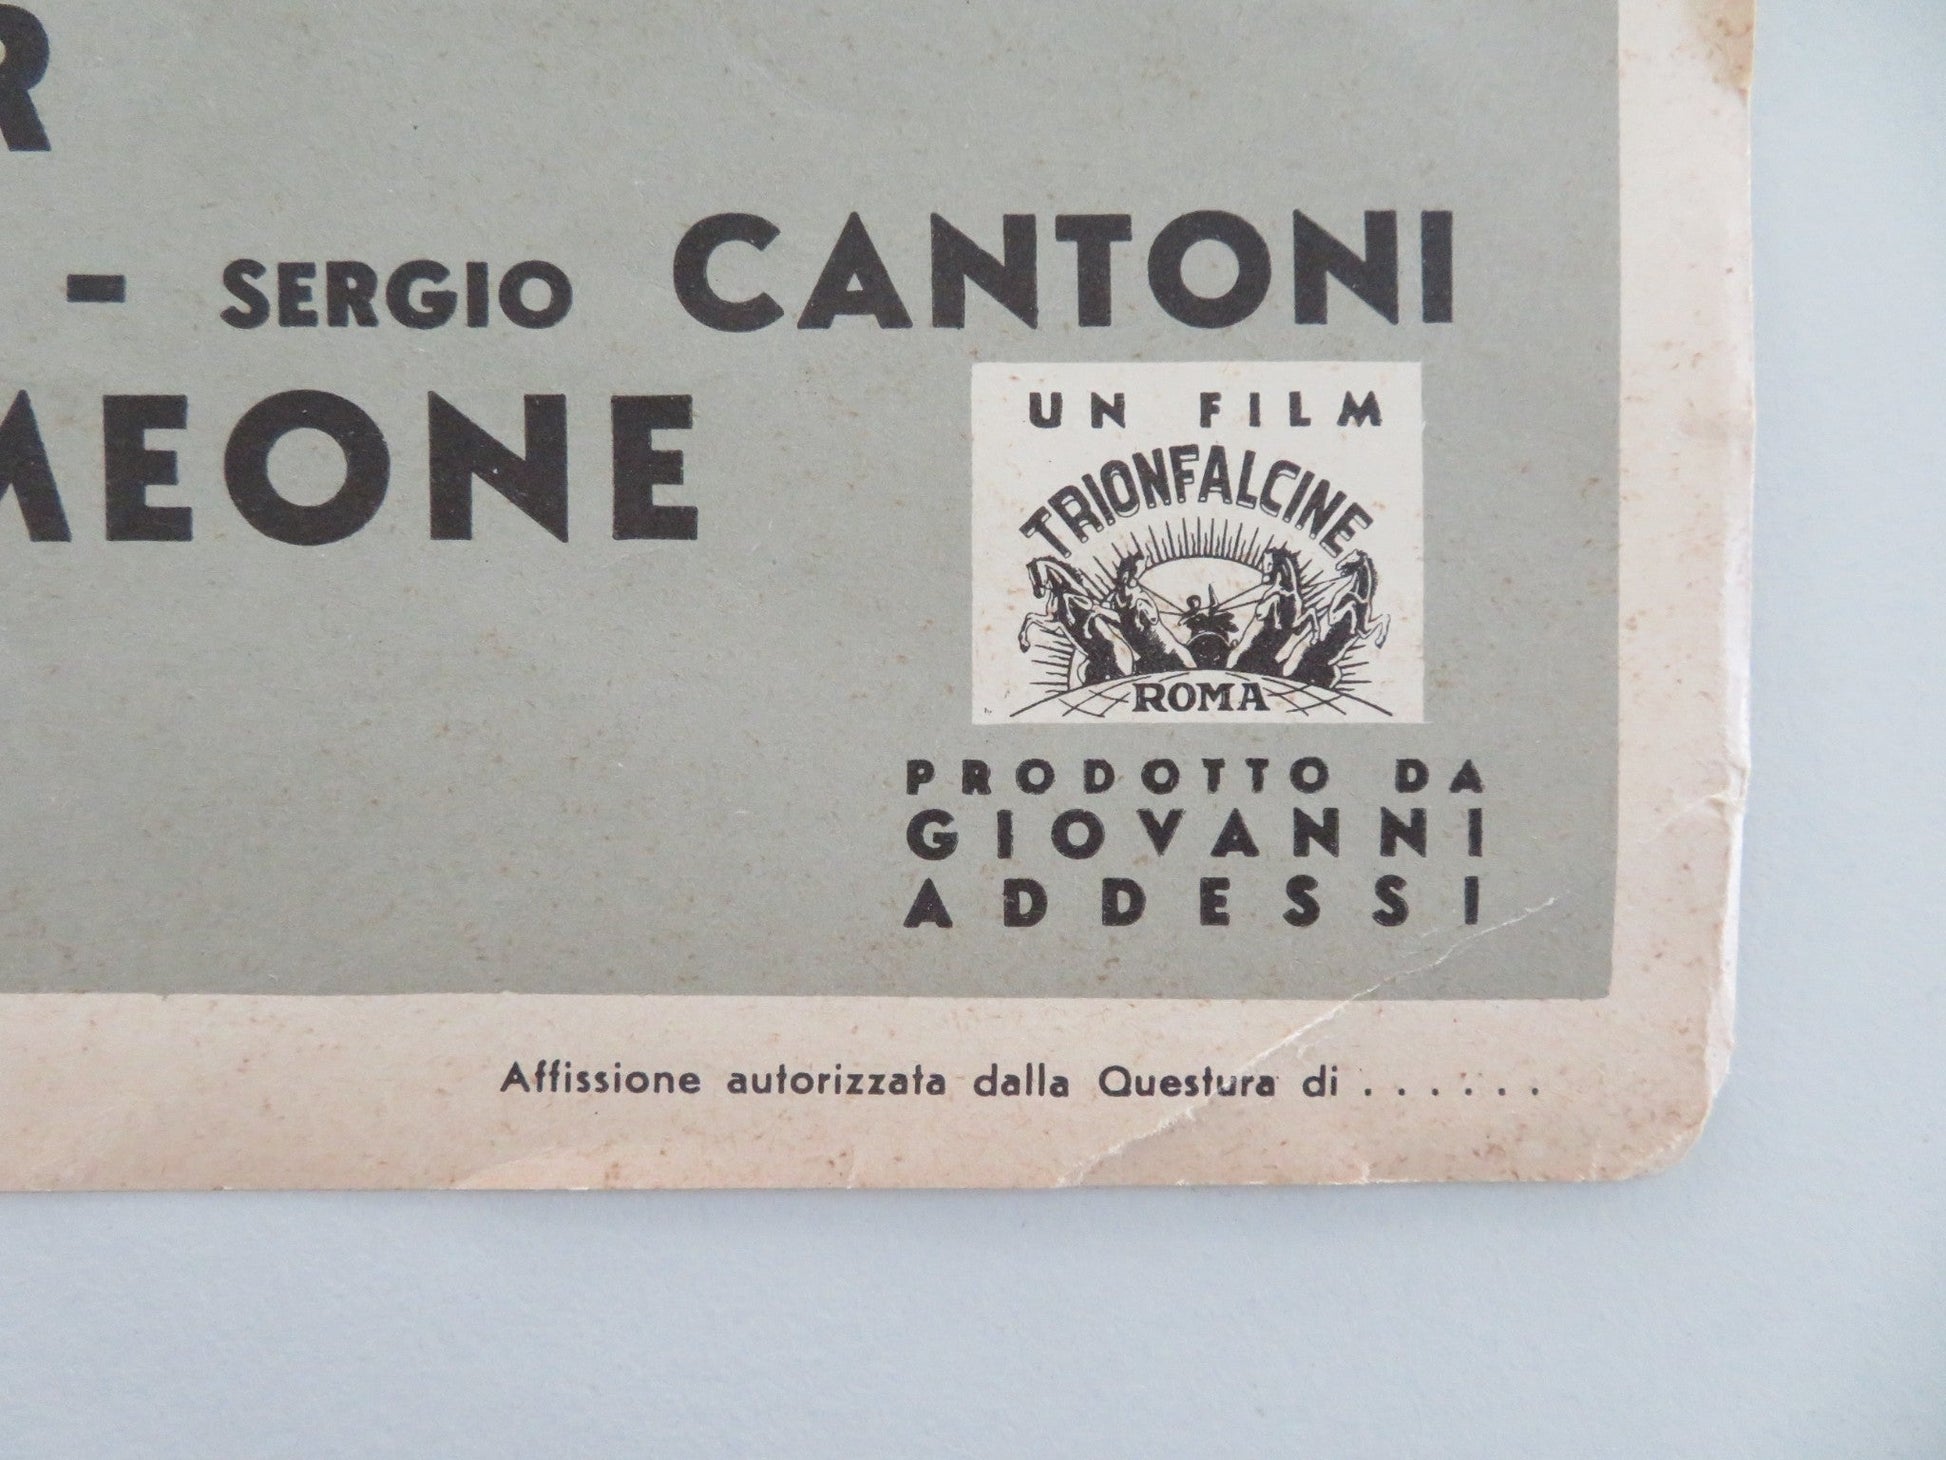 R
- SERGIO CANTONI
MEONE
UN FILM
TRIONFALCINE
ROMA
PRODOTTO DA
GIOVANNI
ADDESSI
Affissione autorizzata dalla Questura di . . . . . .